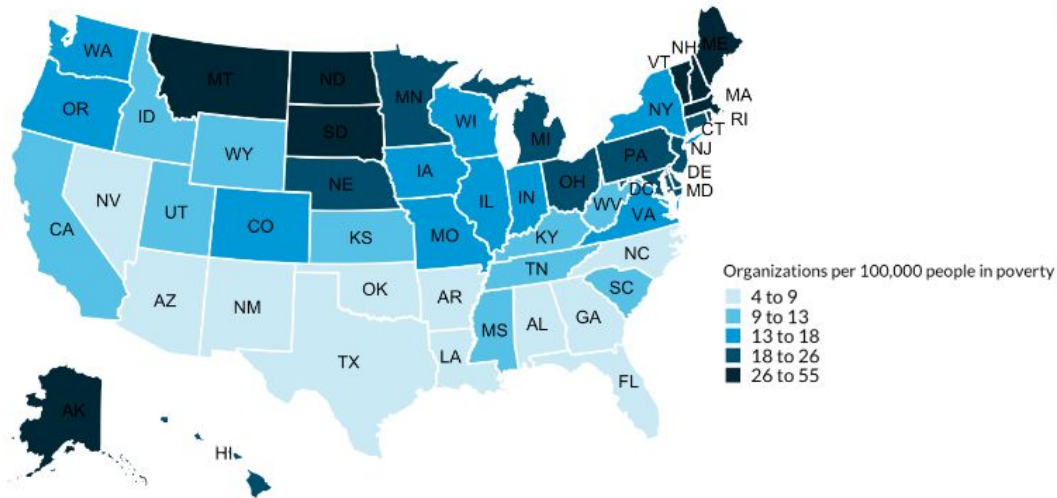 WA
MT
ND
MN
VT
NH
ME
OR
ID
WY
SD
WI
MI
NY
MA
RI
CT
NJ
PA
NE
IA
IL
IN
OH
DE
MD
DC
NV
UT
CO
CA
KS
MO
KY
WV
VA
TN
NC
AZ
NM
OK
AR
SC
MS
AL
GA
TX
LA
FL
AK
HI
Organizations per 100,000 people in poverty
4 to 9
9 to 13
13 to 18
18 to 26
26 to 55